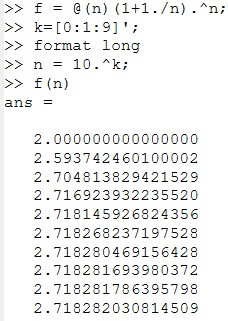 >> f = @(n)(1+1./n).^n;
>> k=[0:1:9]';
>> format long
>> n = 10.^k;
>> f(n)
ans =
2.000000000000000
2.593742460100002
2.704813829421529
2.716923932235520
2.718145926824356
2.718268237197528
2.718280469156428
2.718281693980372
2.718281786395798
2.718282030814509